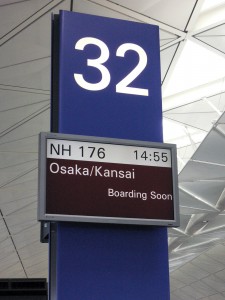 32
NH 176 14:55
Osaka/Kansai
Boarding Soon